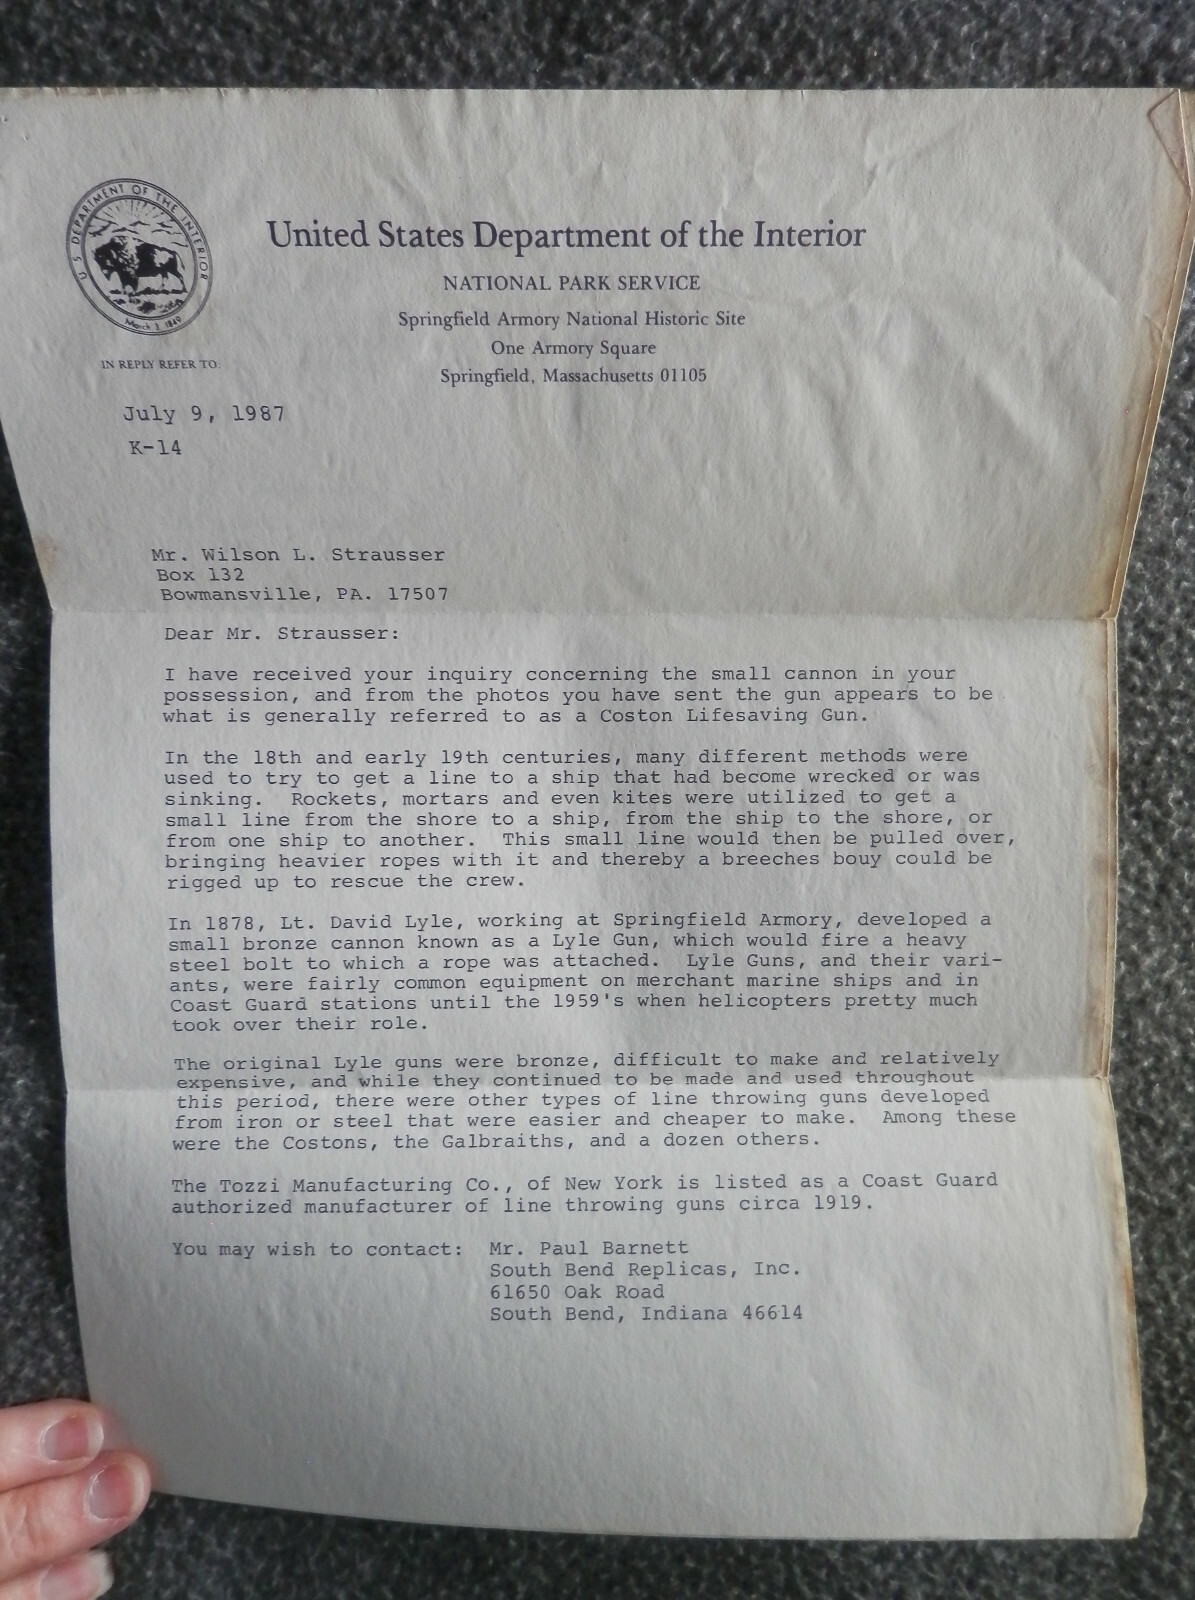 U.S. DEPARTMENT OF THE INTERIOR
March 3, 1849
United States Department of the Interior
NATIONAL PARK SERVICE
Springfield Armory National Historic Site
One Armory Square
Springfield, Massachusetts 01105
IN REPLY REFER TO:
July 9, 1987
K-14
Mr. Wilson L. Strausser
Box 132
Bowmansville, PA. 17507
Dear Mr. Strausser:
I have received your inquiry concerning the small cannon in your
possession, and from the photos you have sent the gun appears to be
what is generally referred to as a Coston Lifesaving Gun.
In the 18th and early 19th centuries, many different methods were
used to try to get a line to a ship that had become wrecked or was
sinking.  Rockets, mortars and even kites were utilized to get a
small line from the shore to a ship, from the ship to the shore, or
from one ship to another.  This small line would then be pulled over,
bringing heavier ropes with it and thereby a breeches bouy could be
rigged up to rescue the crew.
In 1878, Lt. David Lyle, working at Springfield Armory, developed a
small bronze cannon known as a Lyle Gun, which would fire a heavy
steel bolt to which a rope was attached.  Lyle Guns, and their vari-
ants, were fairly common equipment on merchant marine ships and in
Coast Guard stations until the 1959's when helicopters pretty much
took over their role.
The original Lyle guns were bronze, difficult to make and relatively
expensive, and while they continued to be made and used throughout
this period, there were other types of line throwing guns developed
from iron or steel that were easier and cheaper to make.  Among these
were the Costons, the Galbraiths, and a dozen others.
The Tozzi Manufacturing Co., of New York is listed as a Coast Guard
authorized manufacturer of line throwing guns circa 1919.
You may wish to contact:  Mr. Paul Barnett
South Bend Replicas, Inc.
61650 Oak Road
South Bend, Indiana 46614